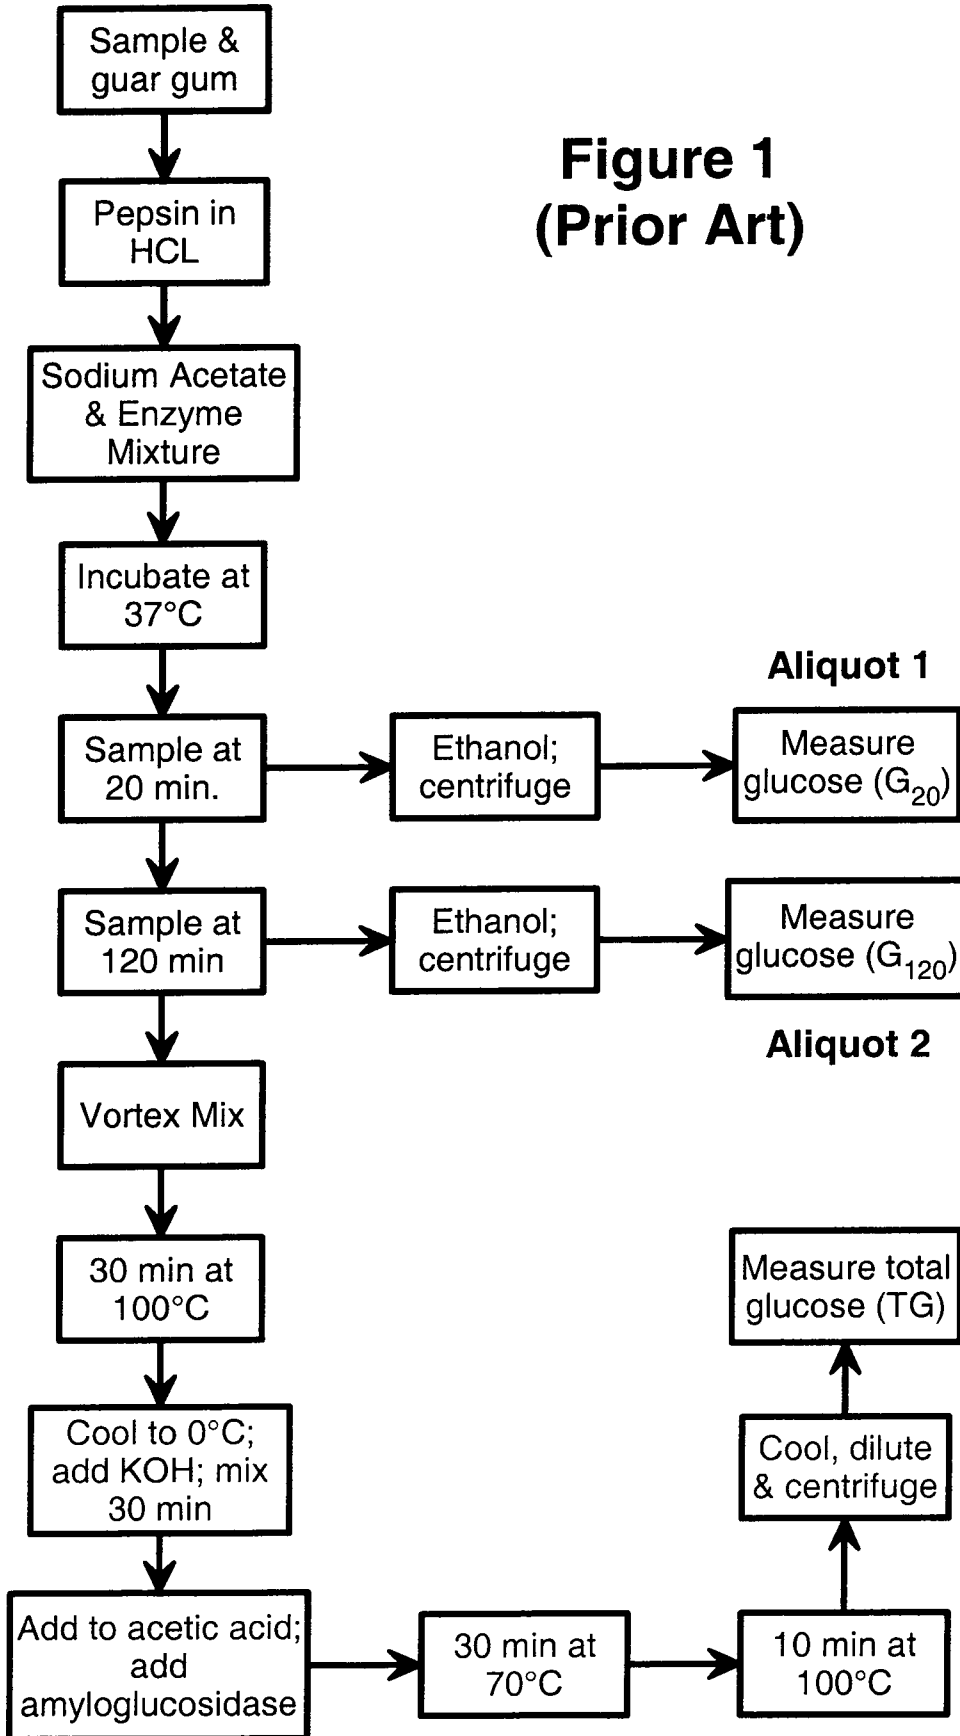 Sample &
guar gum
Figure 1
(Prior Art)
Pepsin in
HCL
Sodium Acetate
& Enzyme
Mixture
Incubate at
37°C
Aliquot 1
Sample at
20 min.
Ethanol;
centrifuge
Measure
glucose (G20)
Sample at
120 min
Ethanol;
centrifuge
Measure
glucose (G120)
Aliquot 2
Vortex Mix
30 min at
100°C
Cool to 0°C;
add KOH; mix
30 min
Add to acetic acid;
add
amyloglucosidase
30 min at
70°C
10 min at
100°C
Cool, dilute
& centrifuge
Measure total
glucose (TG)